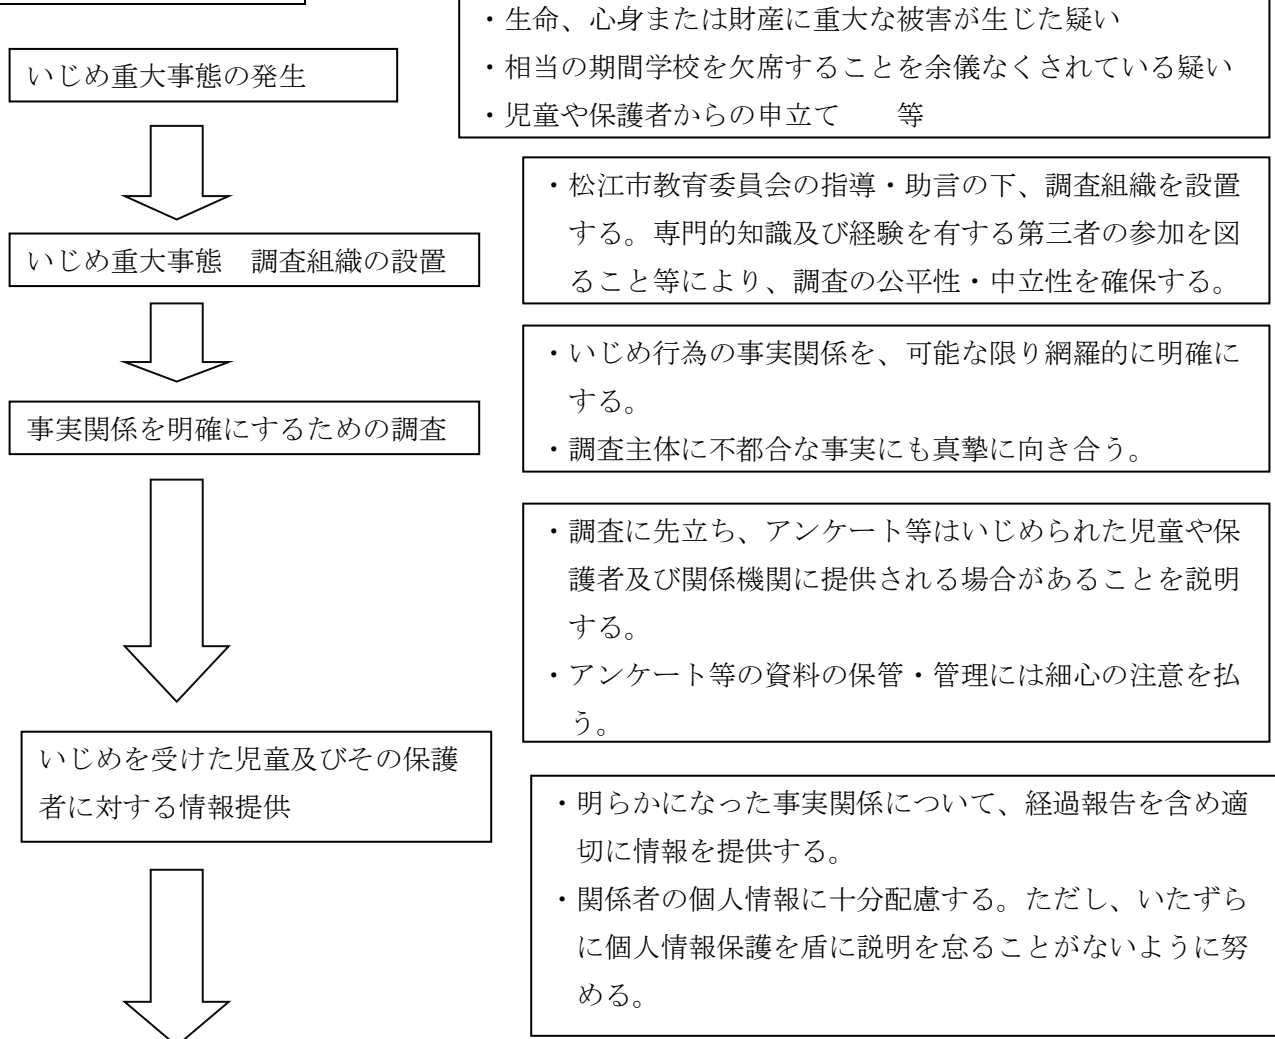 ・生命、心身または財産に重大な被害が生じた疑い
・相当の期間学校を欠席することを余儀なくされている疑い
・児童や保護者からの申立て　　等
いじめ重大事態の発生
・松江市教育委員会の指導・助言の下、調査組織を設置
する。専門的知識及び経験を有する第三者の参加を図
ること等により、調査の公平性・中立性を確保する。
いじめ重大事態　調査組織の設置
・いじめ行為の事実関係を、可能な限り網羅的に明確に
する。
・調査主体に不都合な事実にも真摯に向き合う。
事実関係を明確にするための調査
・調査に先立ち、アンケート等はいじめられた児童や保
護者及び関係機関に提供される場合があることを説明
する。
・アンケート等の資料の保管・管理には細心の注意を払
う。
いじめを受けた児童及びその保護
者に対する情報提供
・明らかになった事実関係について、経過報告を含め適
切に情報を提供する。
・関係者の個人情報に十分配慮する。ただし、いたずら
に個人情報保護を盾に説明を怠ることがないように努
める。